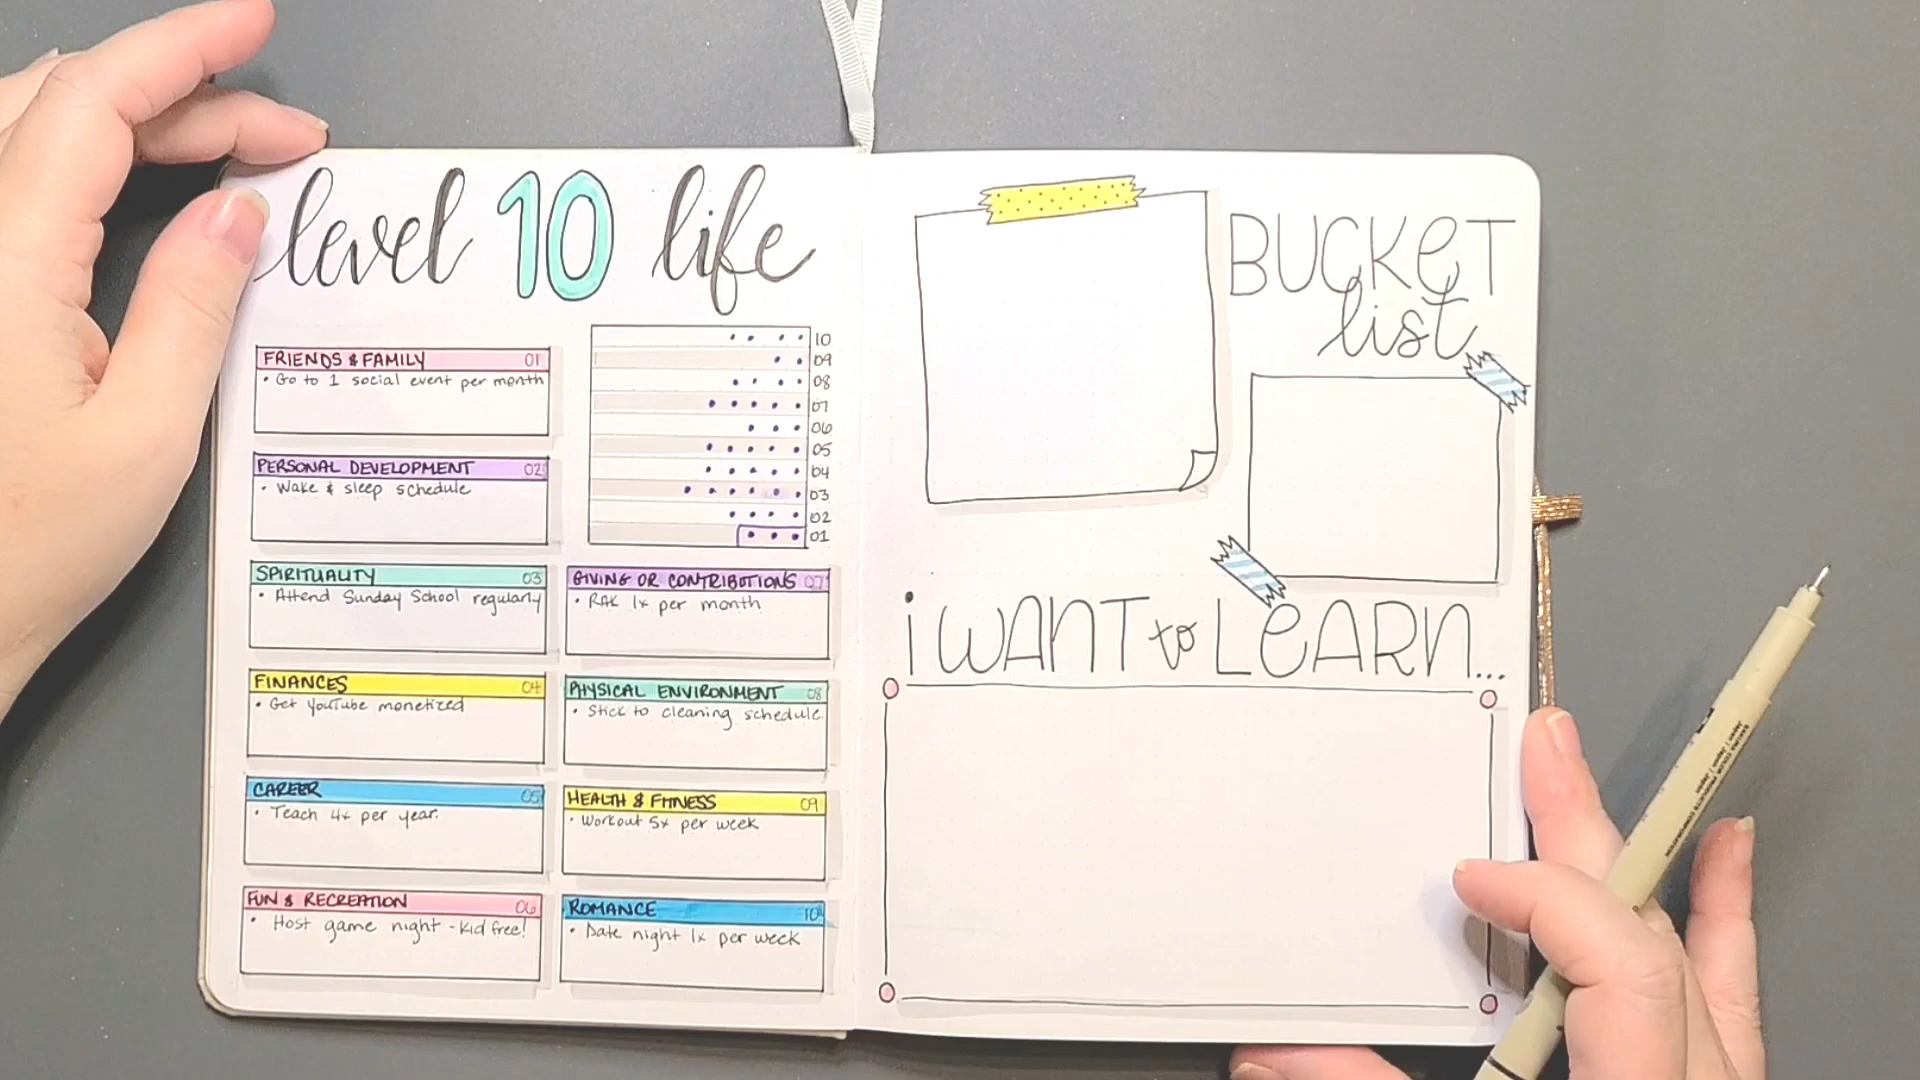 level 10 life
FRIENDS & FAMILY 01
• Go to 1 social event per month
PERSONAL DEVELOPMENT 02
• Wake & sleep schedule
SPIRITUALITY 03
• Attend Sunday School regularly
FINANCES 04
• Get YouTube monetized
CAREER 05
• Teach 4x per year.
FUN & RECREATION 06
• Host game night - kid free!
10
09
08
07
06
05
04
03
02
01
GIVING OR CONTRIBUTIONS 07
• RAK 1x per month
PHYSICAL ENVIRONMENT 08
• Stick to cleaning schedule.
HEALTH & FITNESS 09
• Workout 5x per week
ROMANCE 10
• Date night 1x per week
BUCKET
list
i WANT to LEARN...